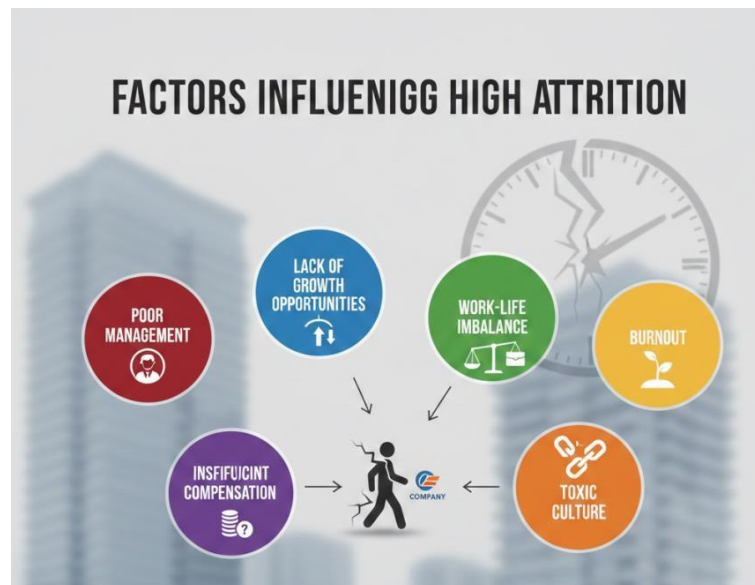 FACTORS INFLUENIGG HIGH ATTRITION
LACK OF
GROWTH
OPPORTUNITIES
POOR
MANAGEMENT
WORK-LIFE
IMBALANCE
BURNOUT
INSFIFUICINT
COMPENSATION
?
COMPANY
TOXIC
CULTURE